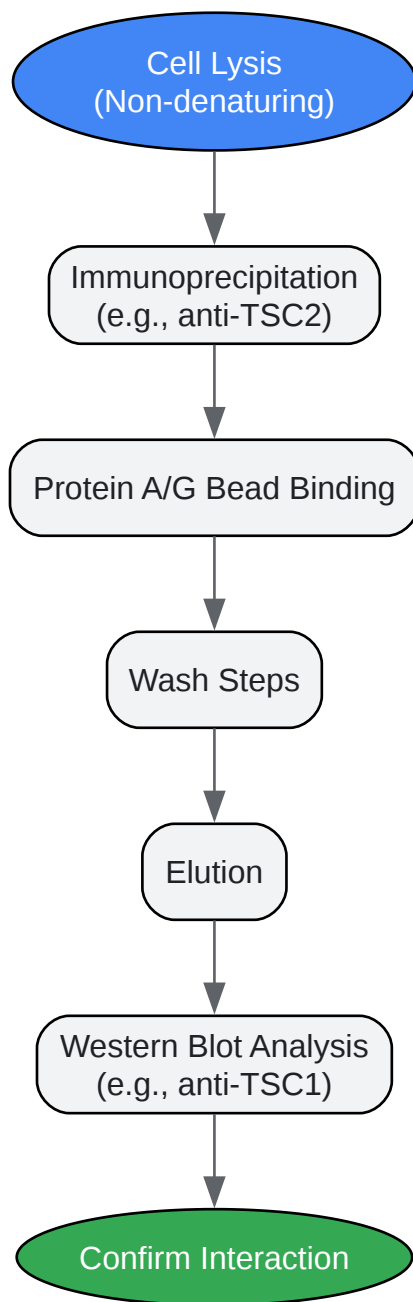 Cell Lysis
(Non-denaturing)
Immunoprecipitation
(e.g., anti-TSC2)
Protein A/G Bead Binding
Wash Steps
Elution
Western Blot Analysis
(e.g., anti-TSC1)
Confirm Interaction